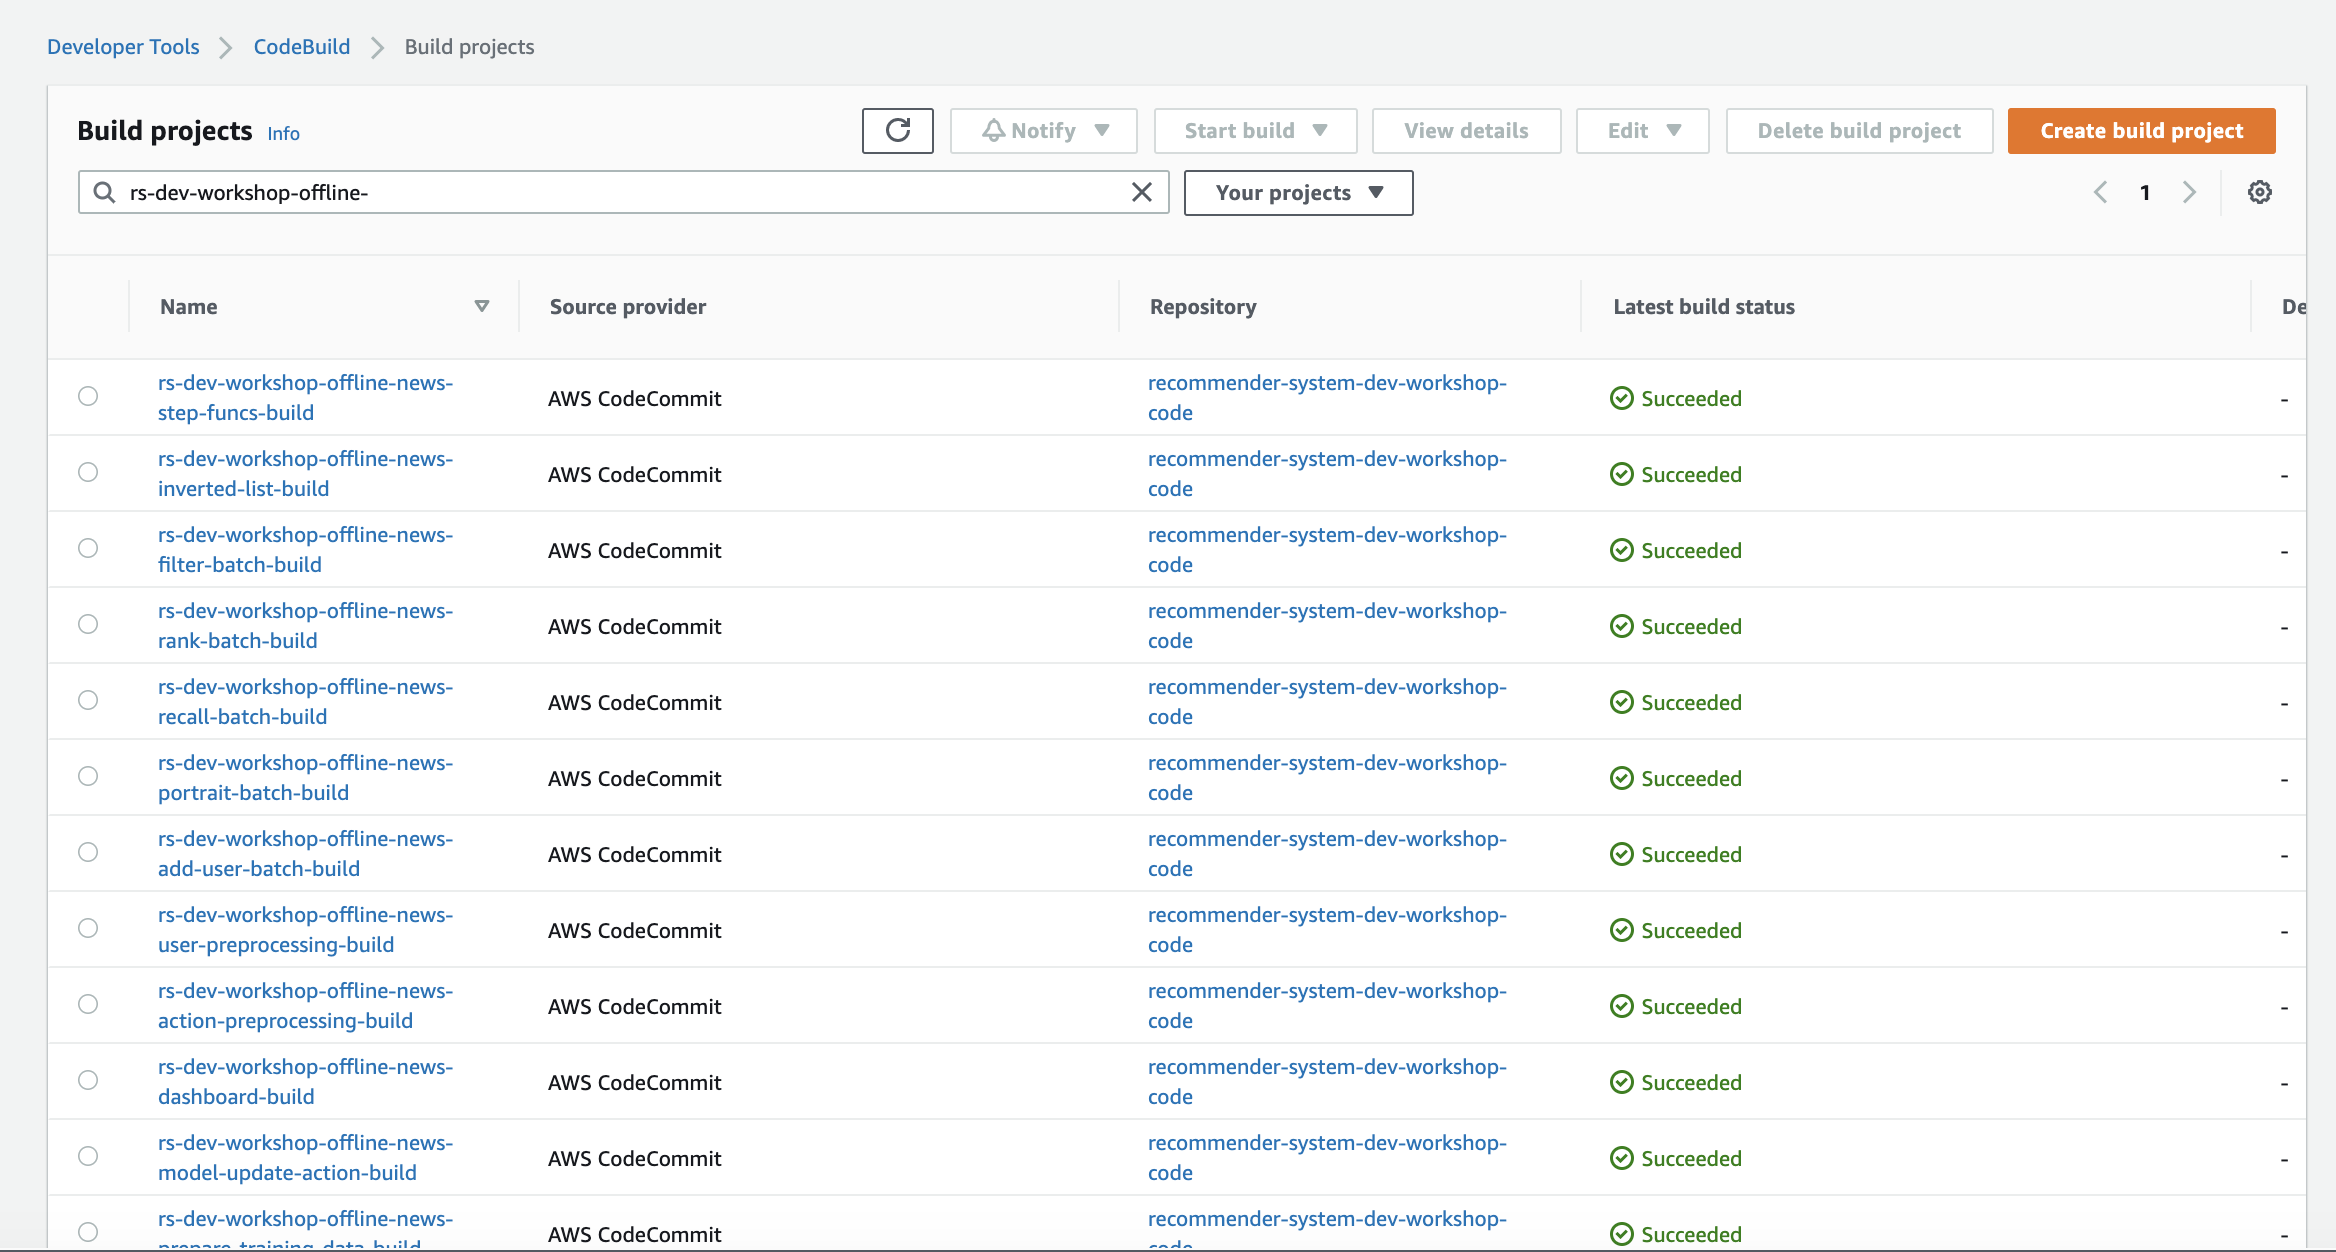 Developer Tools > CodeBuild > Build projects
Build projects Info
Notify ▼ Start build ▼ View details Edit ▼ Delete build project Create build project
rs-dev-workshop-offline- Your projects ▼ 1
Name Source provider Repository Latest build status De
rs-dev-workshop-offline-news- recommender-system-dev-workshop-
AWS CodeCommit Succeeded -
step-funcs-build code
rs-dev-workshop-offline-news- recommender-system-dev-workshop-
AWS CodeCommit Succeeded -
inverted-list-build code
rs-dev-workshop-offline-news- recommender-system-dev-workshop-
AWS CodeCommit Succeeded -
filter-batch-build code
rs-dev-workshop-offline-news- recommender-system-dev-workshop-
AWS CodeCommit Succeeded -
rank-batch-build code
rs-dev-workshop-offline-news- recommender-system-dev-workshop-
AWS CodeCommit Succeeded -
recall-batch-build code
rs-dev-workshop-offline-news- recommender-system-dev-workshop-
AWS CodeCommit Succeeded -
portrait-batch-build code
rs-dev-workshop-offline-news- recommender-system-dev-workshop-
AWS CodeCommit Succeeded -
add-user-batch-build code
rs-dev-workshop-offline-news- recommender-system-dev-workshop-
AWS CodeCommit Succeeded -
user-preprocessing-build code
rs-dev-workshop-offline-news- recommender-system-dev-workshop-
AWS CodeCommit Succeeded -
action-preprocessing-build code
rs-dev-workshop-offline-news- recommender-system-dev-workshop-
AWS CodeCommit Succeeded -
dashboard-build code
rs-dev-workshop-offline-news- recommender-system-dev-workshop-
AWS CodeCommit Succeeded -
model-update-action-build code
rs-dev-workshop-offline-news- recommender-system-dev-workshop-
AWS CodeCommit Succeeded -
prepare-training-data-build code